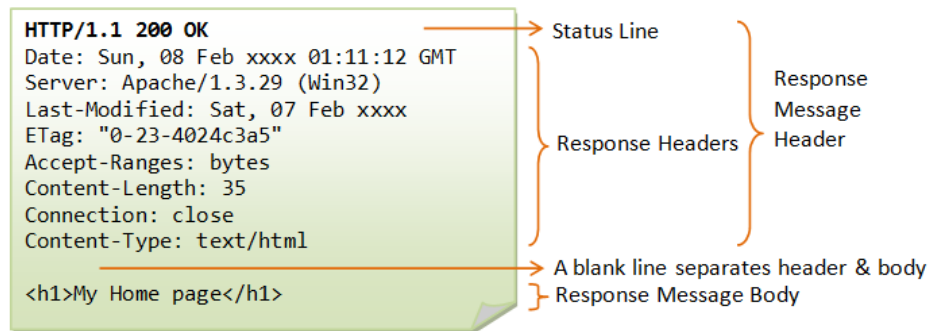 HTTP/1.1 200 OK
Status Line
Date: Sun, 08 Feb xxxx 01:11:12 GMT
Server: Apache/1.3.29 (Win32)
Last-Modified: Sat, 07 Feb xxxx
ETag: "0-23-4024c3a5"
Accept-Ranges: bytes
Content-Length: 35
Connection: close
Content-Type: text/html
Response Headers
Response
Message
Header
A blank line separates header & body
<h1>My Home page</h1>
Response Message Body